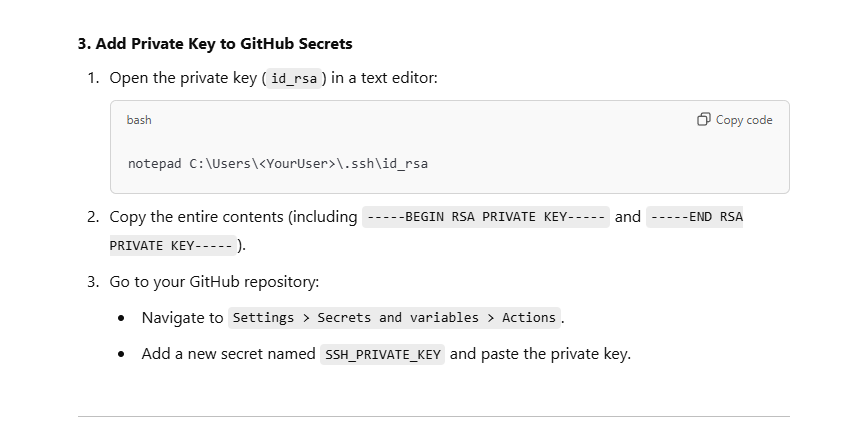 3. Add Private Key to GitHub Secrets
1. Open the private key ( id_rsa ) in a text editor:
bash
Copy code
notepad C:\Users\<YourUser>\.ssh\id_rsa
2. Copy the entire contents (including -----BEGIN RSA PRIVATE KEY----- and -----END RSA
PRIVATE KEY----- ).
3. Go to your GitHub repository:
• Navigate to Settings > Secrets and variables > Actions .
• Add a new secret named SSH_PRIVATE_KEY and paste the private key.